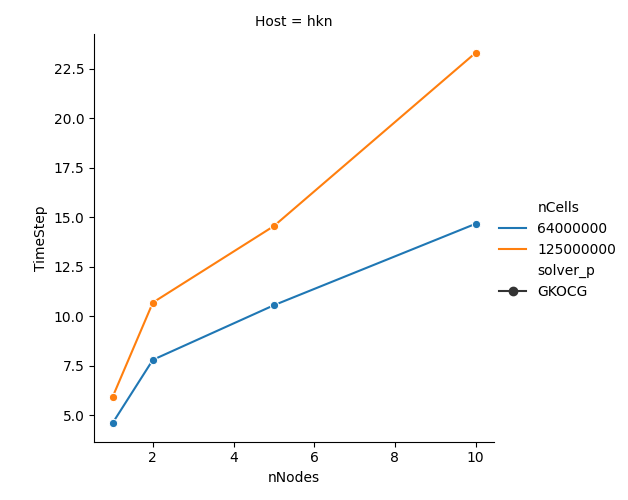 Host = hkn
22.5
20.0
17.5
15.0
12.5
10.0
7.5
5.0
TimeStep
2
4
6
8
10
nNodes
nCells
64000000
125000000
solver_p
GKOCG